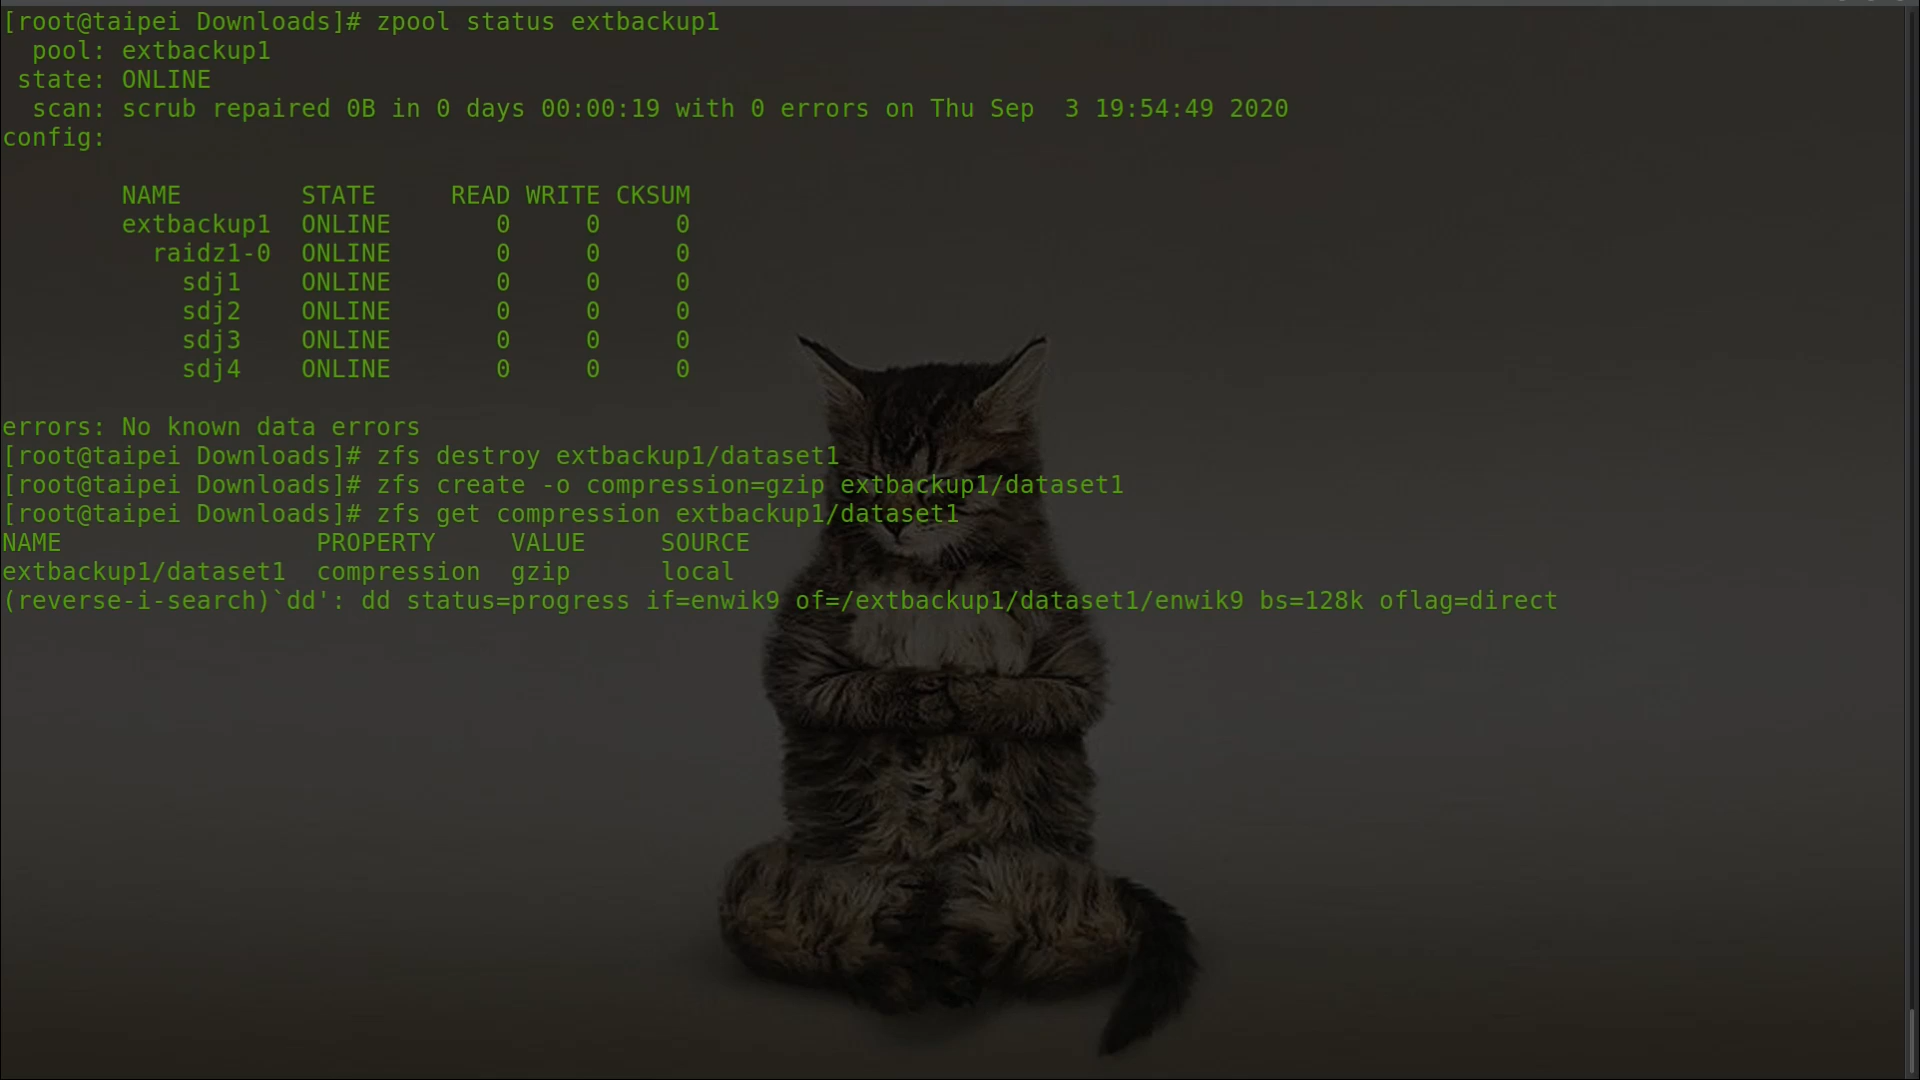 [root@taipei Downloads]# zpool status extbackup1
  pool: extbackup1
 state: ONLINE
  scan: scrub repaired 0B in 0 days 00:00:19 with 0 errors on Thu Sep  3 19:54:49 2020
config:

        NAME        STATE     READ WRITE CKSUM
        extbackup1  ONLINE       0     0     0
          raidz1-0  ONLINE       0     0     0
            sdj1    ONLINE       0     0     0
            sdj2    ONLINE       0     0     0
            sdj3    ONLINE       0     0     0
            sdj4    ONLINE       0     0     0

errors: No known data errors
[root@taipei Downloads]# zfs destroy extbackup1/dataset1
[root@taipei Downloads]# zfs create -o compression=gzip extbackup1/dataset1
[root@taipei Downloads]# zfs get compression extbackup1/dataset1
NAME                 PROPERTY     VALUE     SOURCE
extbackup1/dataset1  compression  gzip      local
(reverse-i-search)`dd': dd status=progress if=enwik9 of=/extbackup1/dataset1/enwik9 bs=128k oflag=direct